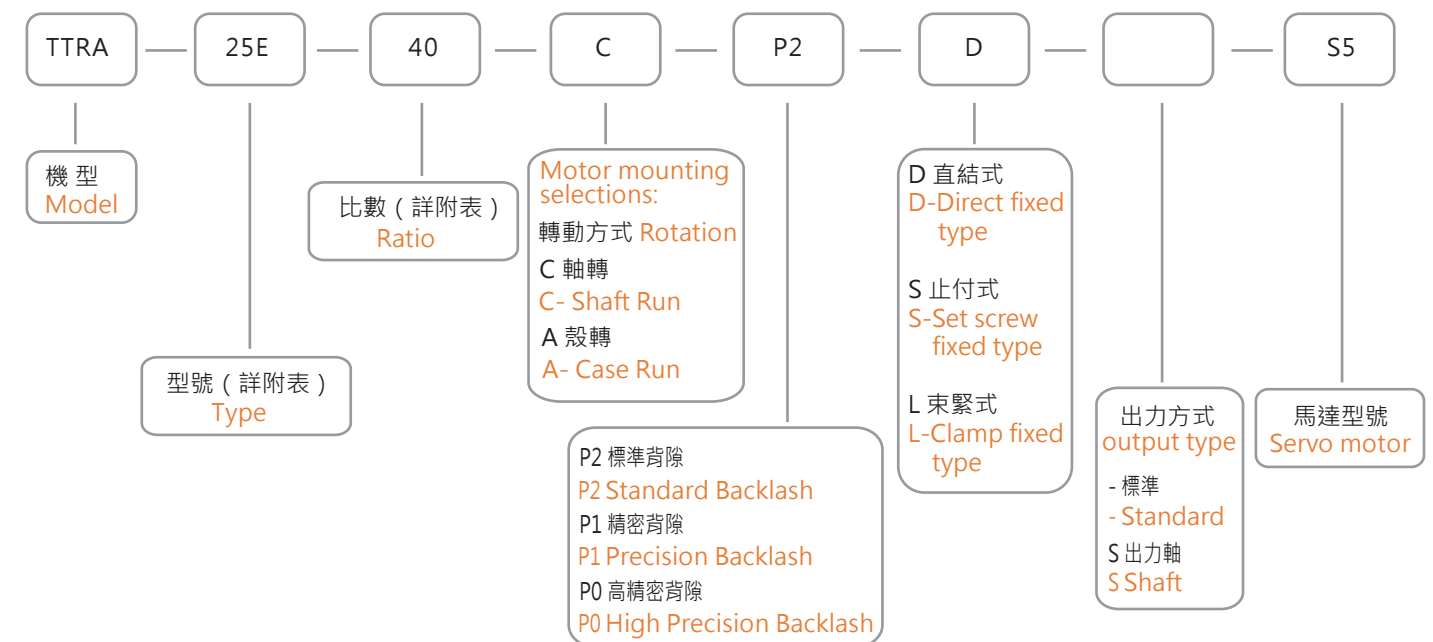 TTRA
25E
40
C
P2
D
S5
機 型
Model
型號 ( 詳附表 )
Type
比數 ( 詳附表 )
Ratio
Motor mounting
selections:
轉動方式 Rotation
C 軸轉
C- Shaft Run
A 殼轉
A- Case Run
P2 標準背隙
P2 Standard Backlash
P1 精密背隙
P1 Precision Backlash
P0 高精密背隙
P0 High Precision Backlash
D 直結式
D-Direct fixed
type
S 止付式
S-Set screw
fixed type
L 束緊式
L-Clamp fixed
type
出力方式
output type
- 標準
- Standard
S 出力軸
S Shaft
馬達型號
Servo motor